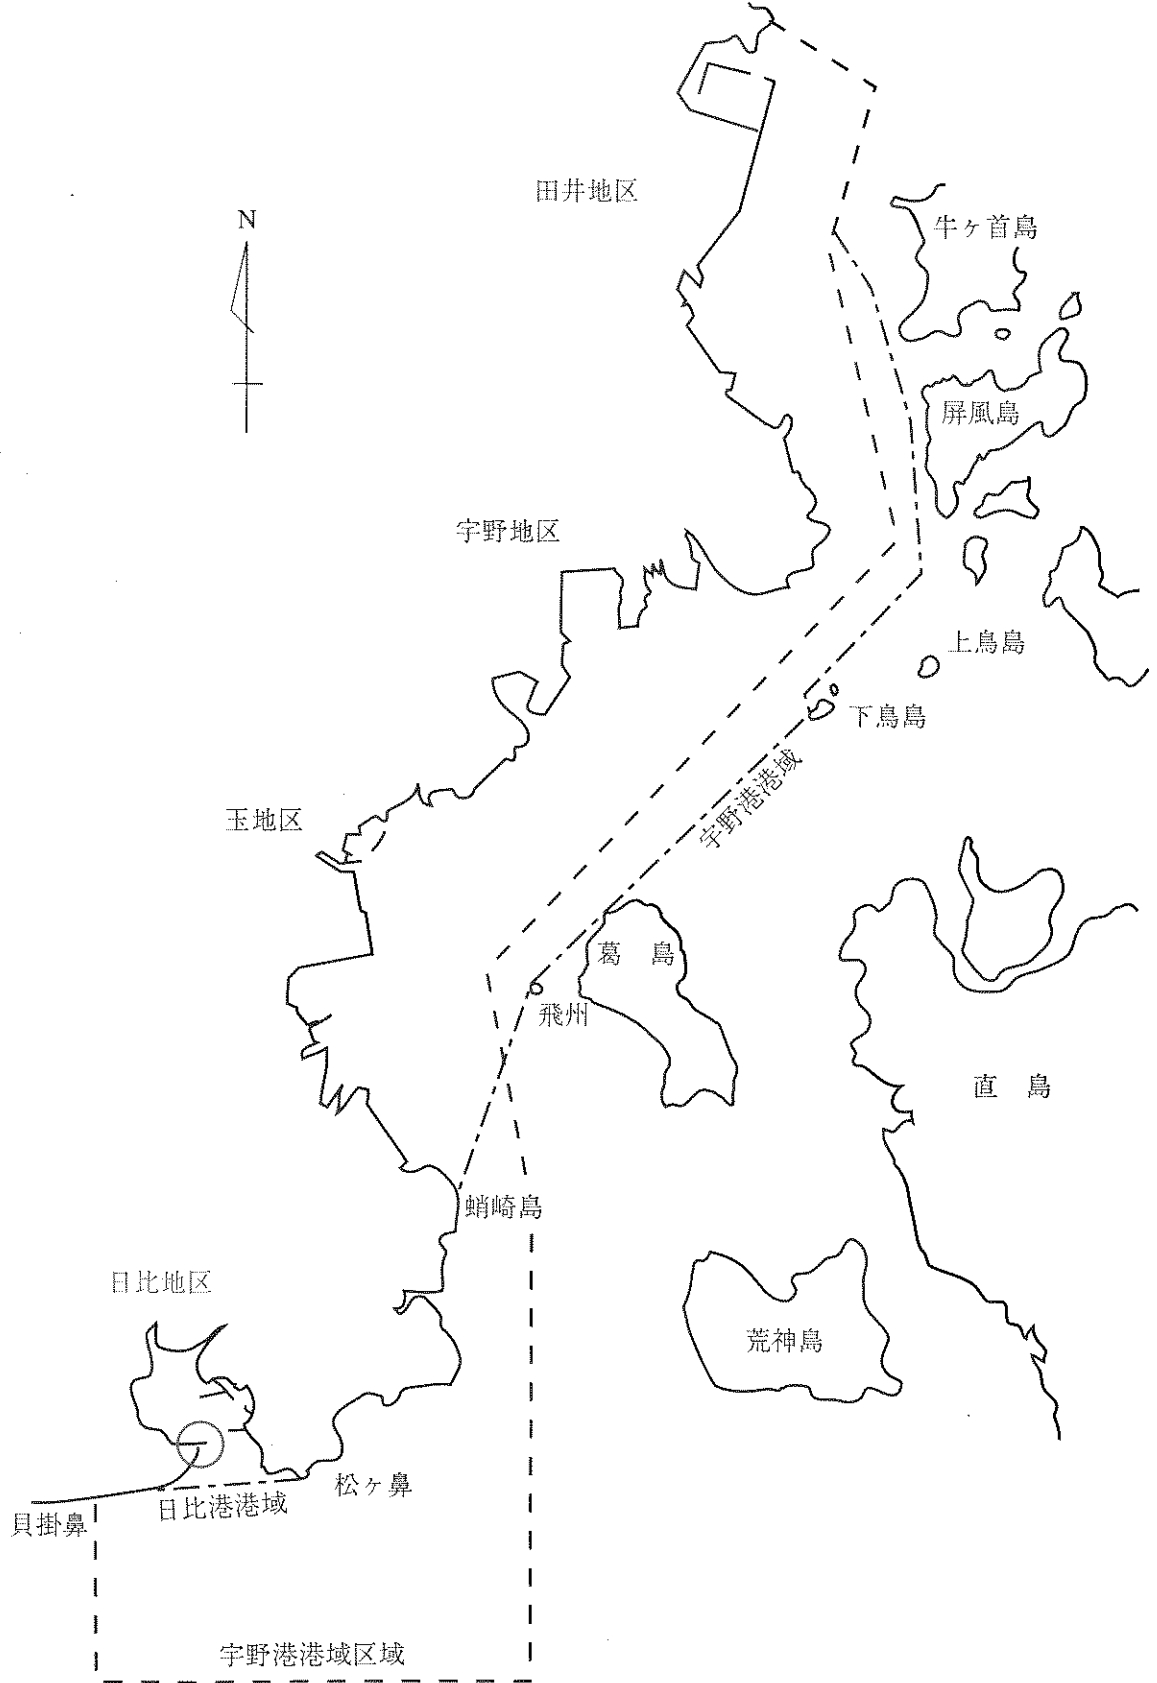 田井地区
N
牛ヶ首島
屏風島
宇野地区
上烏島
下烏島
宇野港港域
玉地区
葛　島
飛州
直　島
蛸崎島
日比地区
荒神島
松ヶ鼻
日比港港域
貝掛鼻
宇野港港域区域